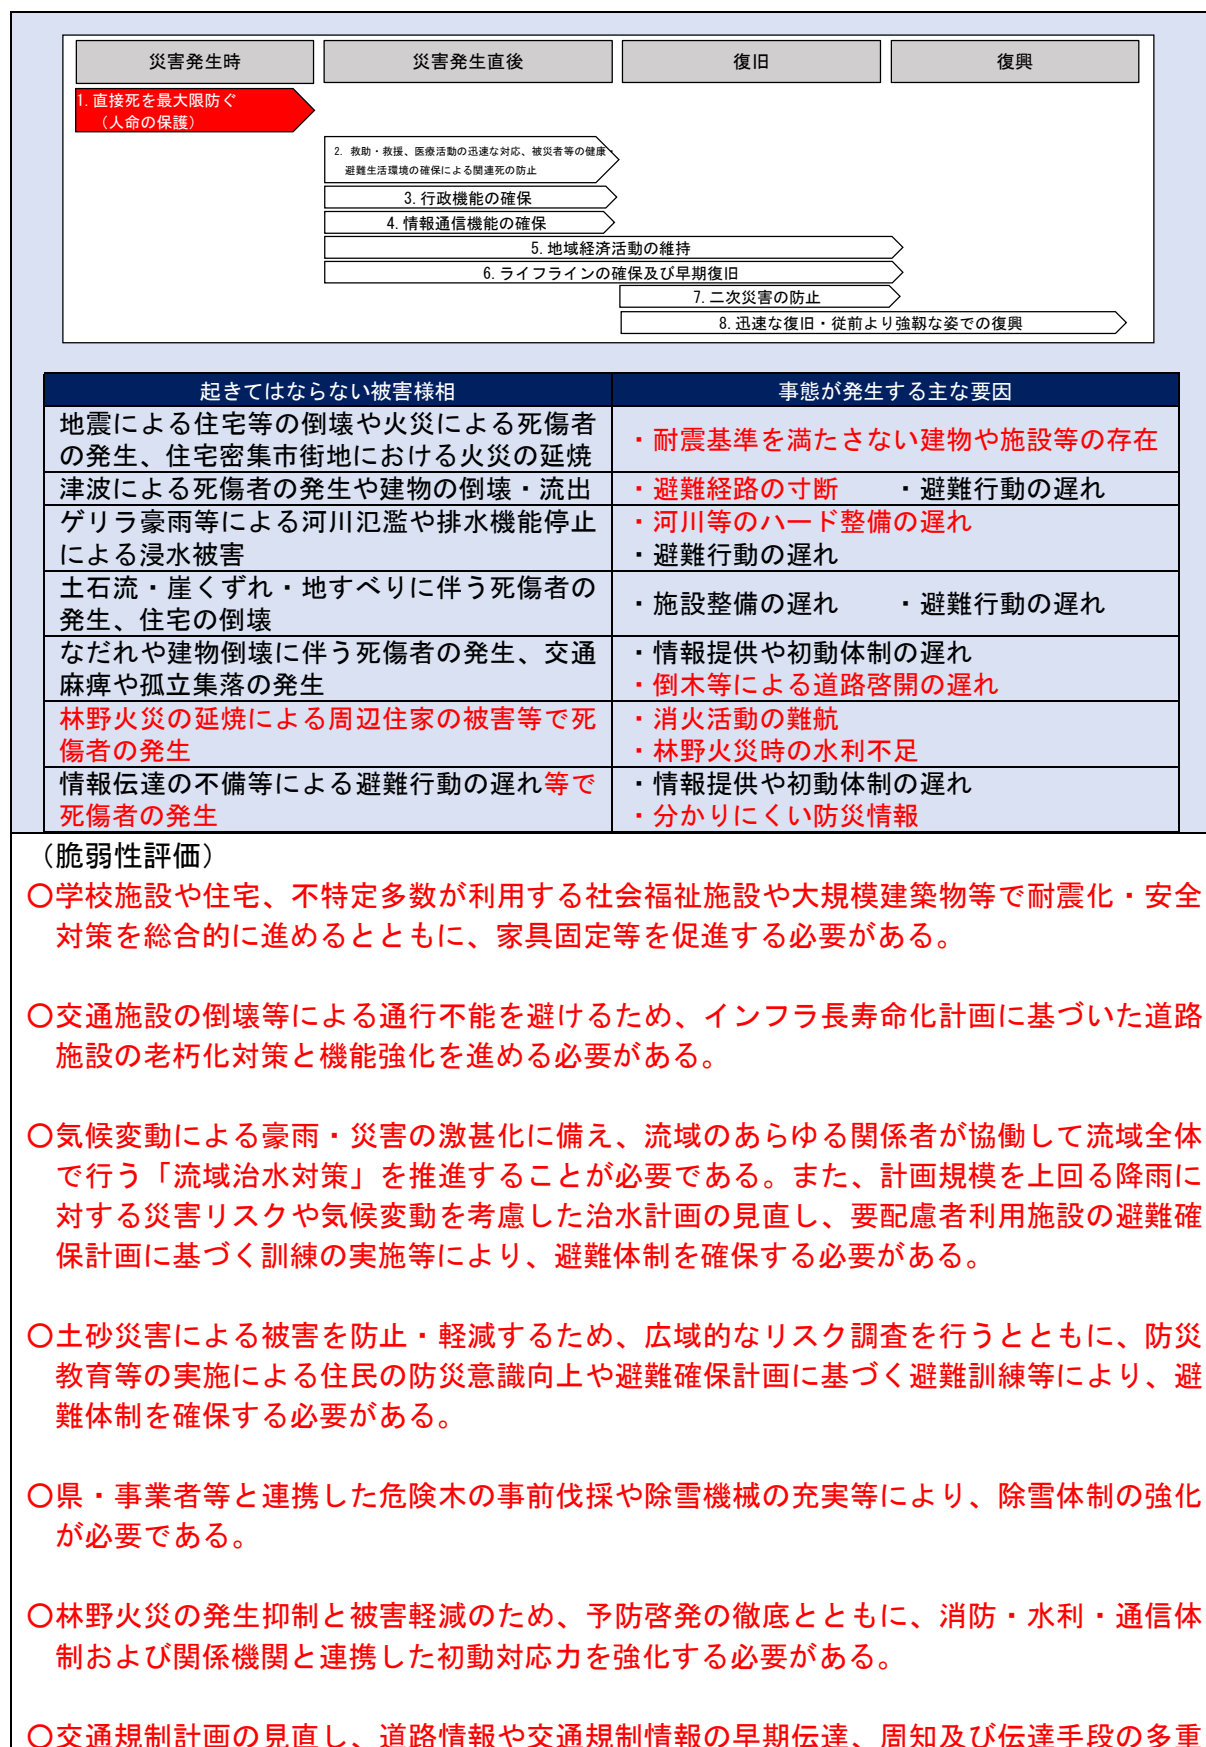 災害発生時
災害発生直後
復旧
復興
1.直接死を最大限防ぐ
（人命の保護）
2. 救助・救援、医療活動の迅速な対応、被災者等の健康・
避難生活環境の確保による関連死の防止
3.行政機能の確保
4.情報通信機能の確保
5.地域経済活動の維持
6.ライフラインの確保及び早期復旧
7.二次災害の防止
8.迅速な復旧・従前より強靱な姿での復興
起きてはならない被害様相
事態が発生する主な要因
地震による住宅等の倒壊や火災による死傷者
の発生、住宅密集市街地における火災の延焼
・耐震基準を満たさない建物や施設等の存在
津波による死傷者の発生や建物の倒壊・流出
・避難経路の寸断　　・避難行動の遅れ
ゲリラ豪雨等による河川氾濫や排水機能停止
による浸水被害
・河川等のハード整備の遅れ
・避難行動の遅れ
土石流・崖くずれ・地すべりに伴う死傷者の
発生、住宅の倒壊
・施設整備の遅れ　　・避難行動の遅れ
なだれや建物倒壊に伴う死傷者の発生、交通
麻痺や孤立集落の発生
・情報提供や初動体制の遅れ
・倒木等による道路啓開の遅れ
林野火災の延焼による周辺住家の被害等で死
傷者の発生
・消火活動の難航
・林野火災時の水利不足
情報伝達の不備等による避難行動の遅れ等で
死傷者の発生
・情報提供や初動体制の遅れ
・分かりにくい防災情報
（脆弱性評価）
〇学校施設や住宅、不特定多数が利用する社会福祉施設や大規模建築物等で耐震化・安全
対策を総合的に進めるとともに、家具固定等を促進する必要がある。
〇交通施設の倒壊等による通行不能を避けるため、インフラ長寿命化計画に基づいた道路
施設の老朽化対策と機能強化を進める必要がある。
〇気候変動による豪雨・災害の激甚化に備え、流域のあらゆる関係者が協働して流域全体
で行う「流域治水対策」を推進することが必要である。また、計画規模を上回る降雨に
対する災害リスクや気候変動を考慮した治水計画の見直し、要配慮者利用施設の避難確
保計画に基づく訓練の実施等により、避難体制を確保する必要がある。
〇土砂災害による被害を防止・軽減するため、広域的なリスク調査を行うとともに、防災
教育等の実施による住民の防災意識向上や避難確保計画に基づく避難訓練等により、避
難体制を確保する必要がある。
〇県・事業者等と連携した危険木の事前伐採や除雪機械の充実等により、除雪体制の強化
が必要である。
〇林野火災の発生抑制と被害軽減のため、予防啓発の徹底とともに、消防・水利・通信体
制および関係機関と連携した初動対応力を強化する必要がある。
〇交通規制計画の見直し、道路情報や交通規制情報の早期伝達、周知及び伝達手段の多重